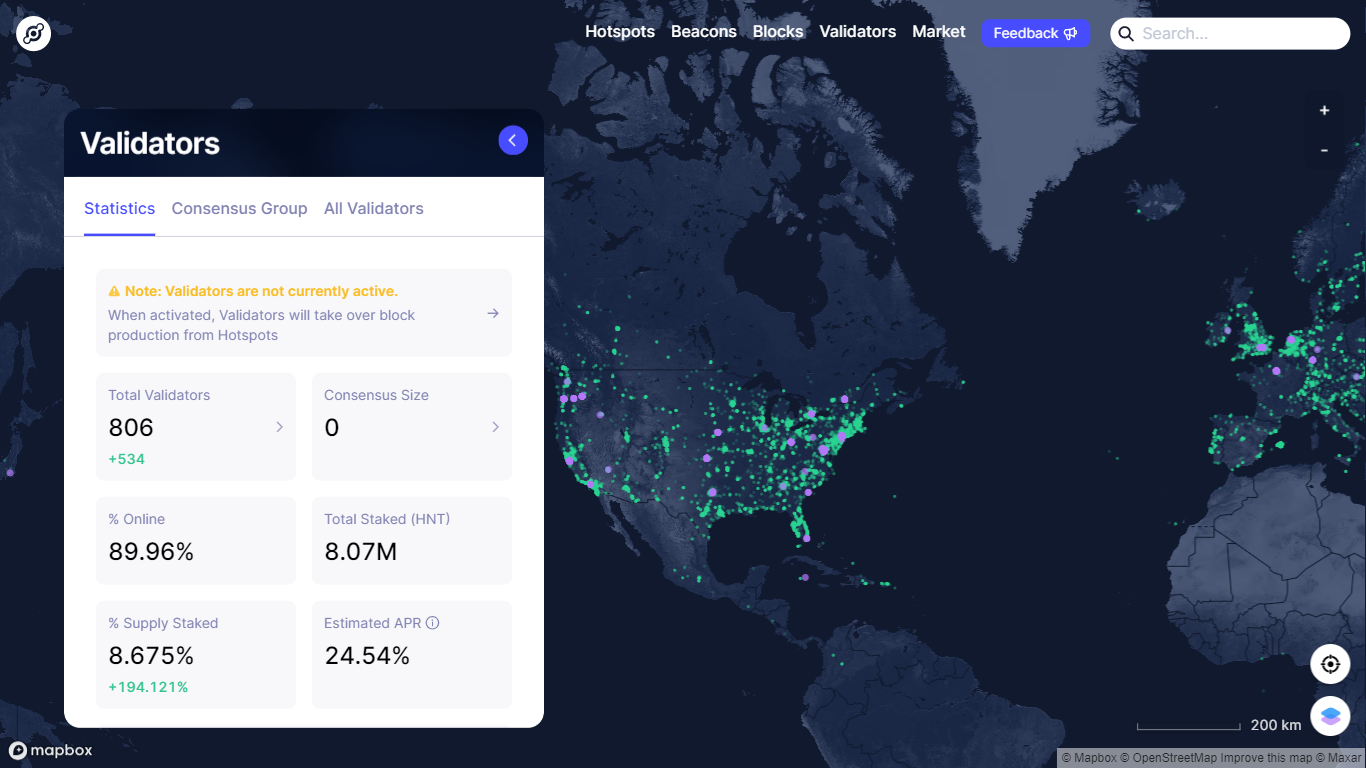 Hotspots Beacons Blocks Validators Market Feedback Search...
Validators
Statistics Consensus Group All Validators
Note: Validators are not currently active.
When activated, Validators will take over block
production from Hotspots
Total Validators
806
+534
Consensus Size
0
% Online
89.96%
Total Staked (HNT)
8.07M
% Supply Staked
8.675%
+194.121%
Estimated APR
24.54%
+
-
200 km
mapbox
© Mapbox © OpenStreetMap Improve this map © Maxar